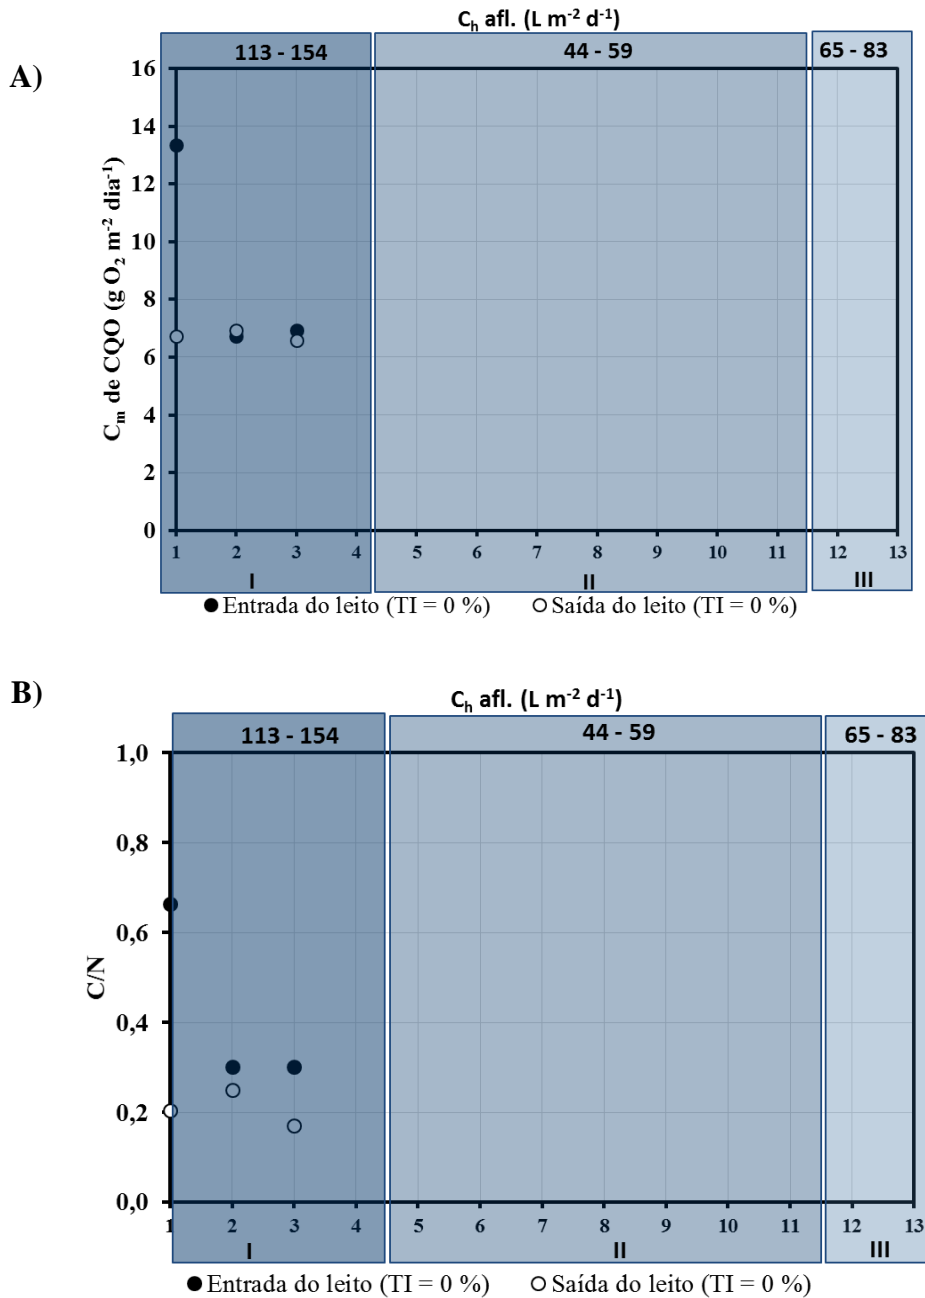 C_h afl. (L m⁻² d⁻¹)
A)
113 - 154 44 - 59 65 - 83
16
14
12
10
8
6
4
2
0
C_m de CQO (g O₂ m⁻² dia⁻¹)
1 2 3 4 5 6 7 8 9 10 11 12 13
I II III
● Entrada do leito (TI = 0 %) ○ Saída do leito (TI = 0 %)
B)
C_h afl. (L m⁻² d⁻¹)
113 - 154 44 - 59 65 - 83
1,0
0,8
0,6
0,4
0,2
0,0
C/N
1 2 3 4 5 6 7 8 9 10 11 12 13
I II III
● Entrada do leito (TI = 0 %) ○ Saída do leito (TI = 0 %)